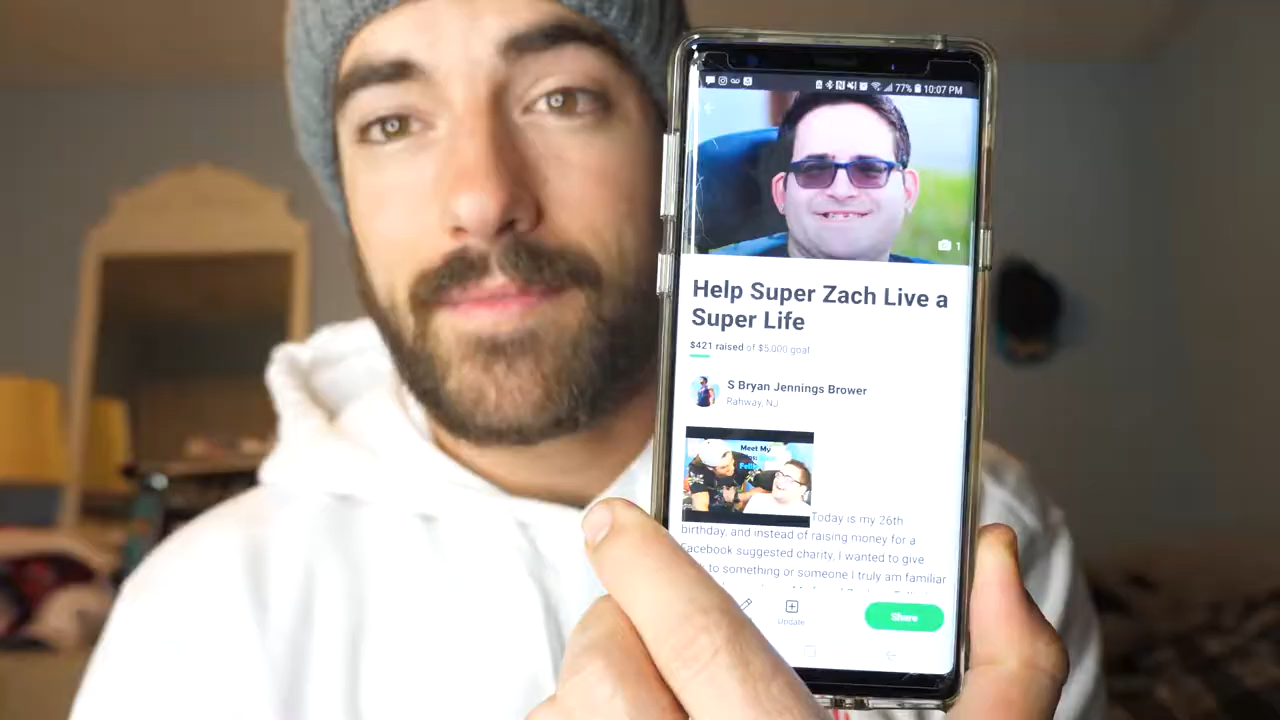 77% 10:07 PM
1
Help Super Zach Live a
Super Life
$421 raised of $5,000 goal
S Bryan Jennings Brower
Rahway, NJ
Meet My
Today is my 26th
birthday, and instead of raising money for a
Facebook suggested charity, I wanted to give
to something or someone I truly am familiar
Update
Share